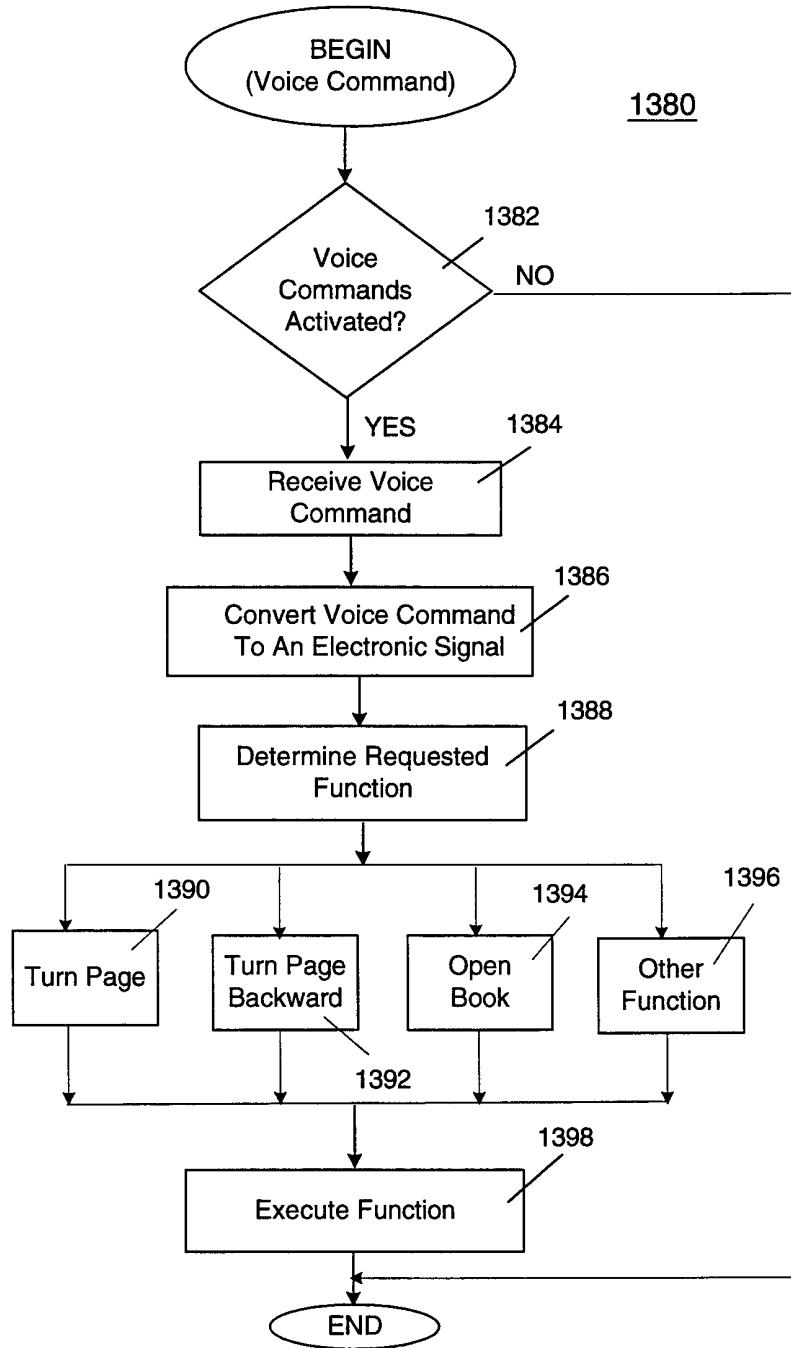 BEGIN
(Voice Command)
1380
1382
Voice
Commands
Activated?
NO
YES
1384
Receive Voice
Command
1386
Convert Voice Command
To An Electronic Signal
1388
Determine Requested
Function
1390
1394
1396
Turn Page
Turn Page
Backward
Open
Book
Other
Function
1392
1398
Execute Function
END